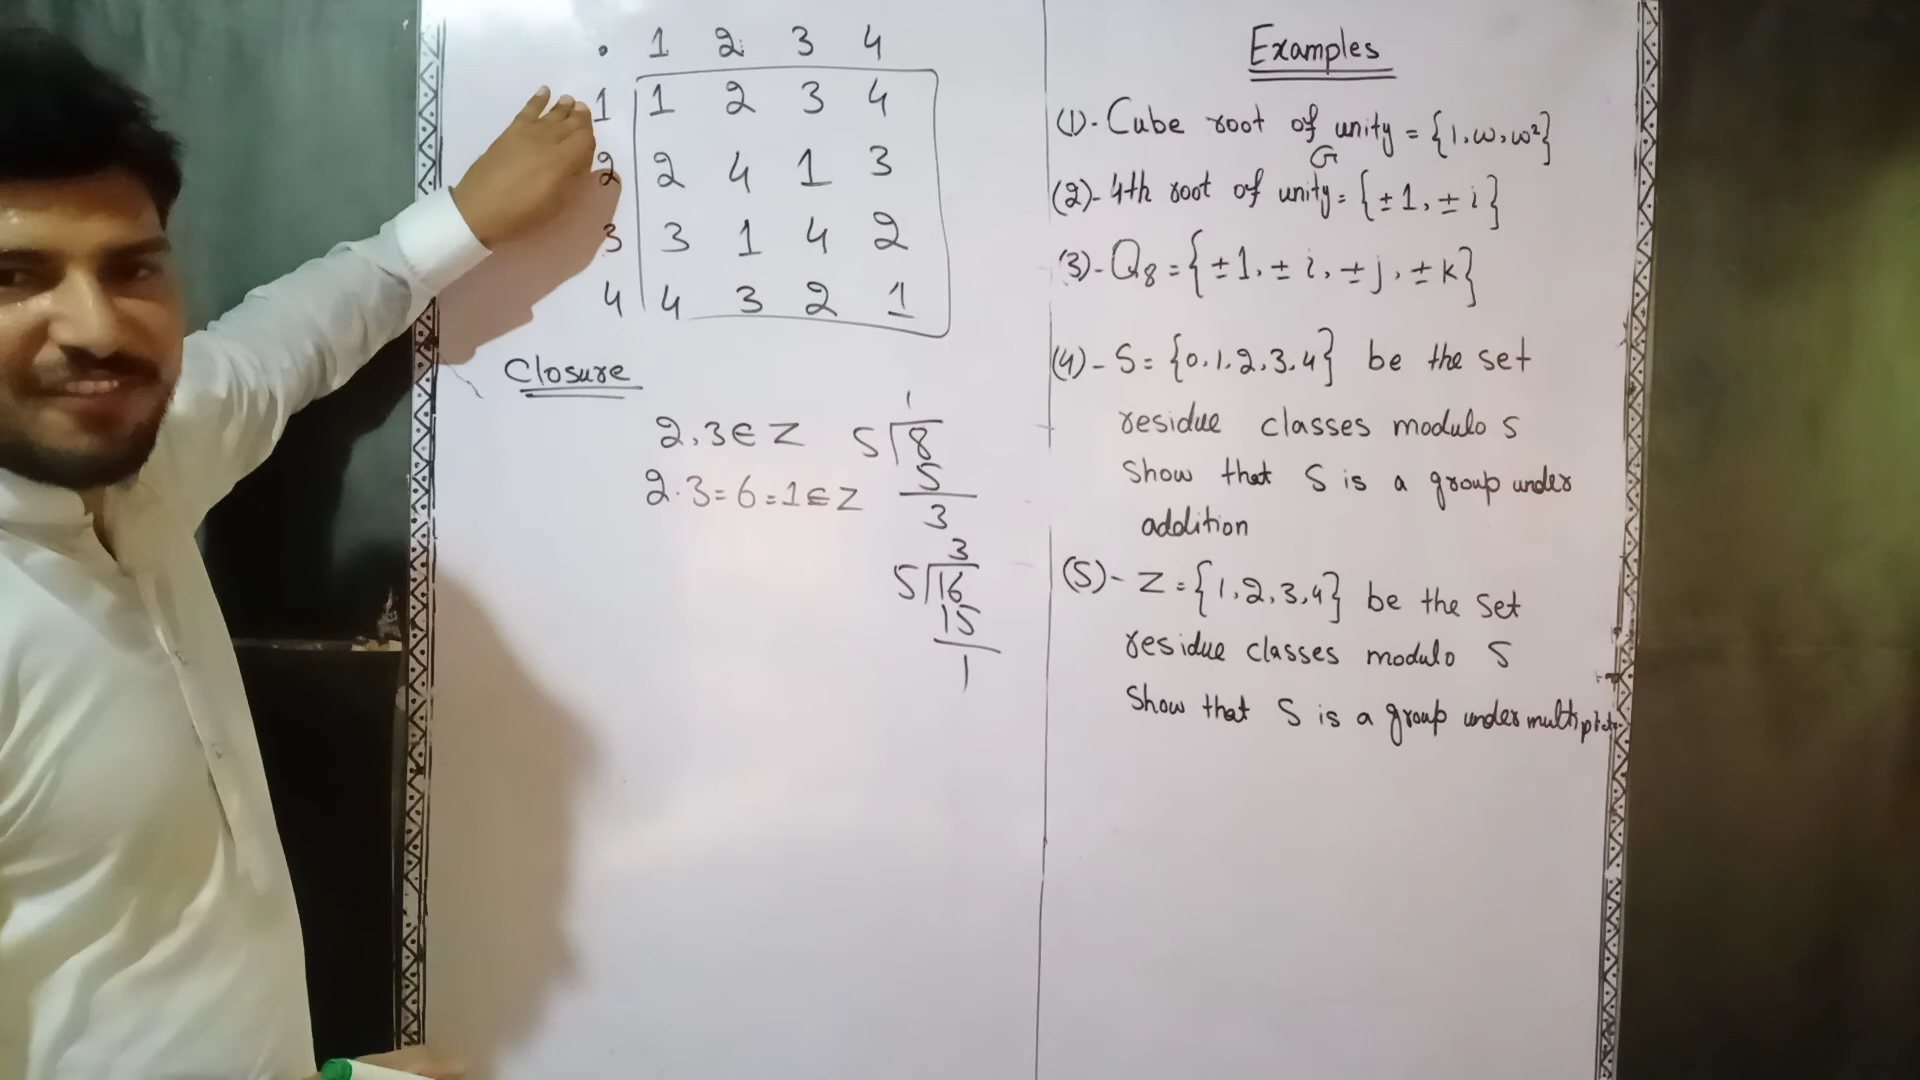 . 1 2 3 4
1 1 2 3 4
2 2 4 1 3
3 3 1 4 2
4 4 3 2 1
Closure
2,3 ∈ Z
2.3=6=1 ∈ Z
1
5 8
5
3
3
5 16
15
1
Examples
(1)- Cube root of unity = {1, ω, ω²}
G
(2)- 4th root of unity = {±1, ±i}
(3)- Q8 = {±1, ±i, ±j, ±k}
(4)- S = {0,1,2,3,4} be the set
residue classes modulo 5
Show that S is a group under
addition
(5)- Z = {1,2,3,4} be the set
residue classes modulo 5
Show that S is a group under